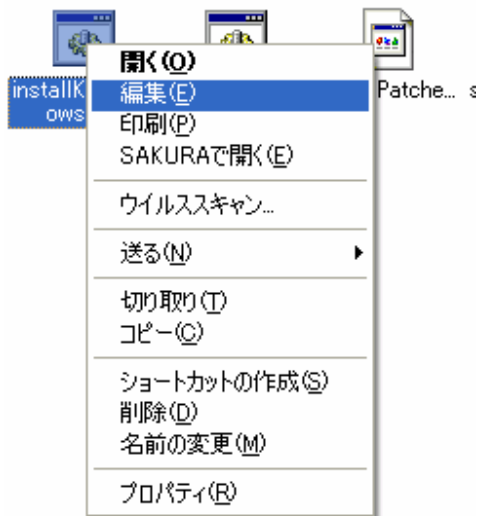 installK
ows
Patche...
s
開く(O)
編集(E)
印刷(P)
SAKURAで開く(E)
ウイルススキャン...
送る(N)
切り取り(T)
コピー(C)
ショートカットの作成(S)
削除(D)
名前の変更(M)
プロパティ(R)